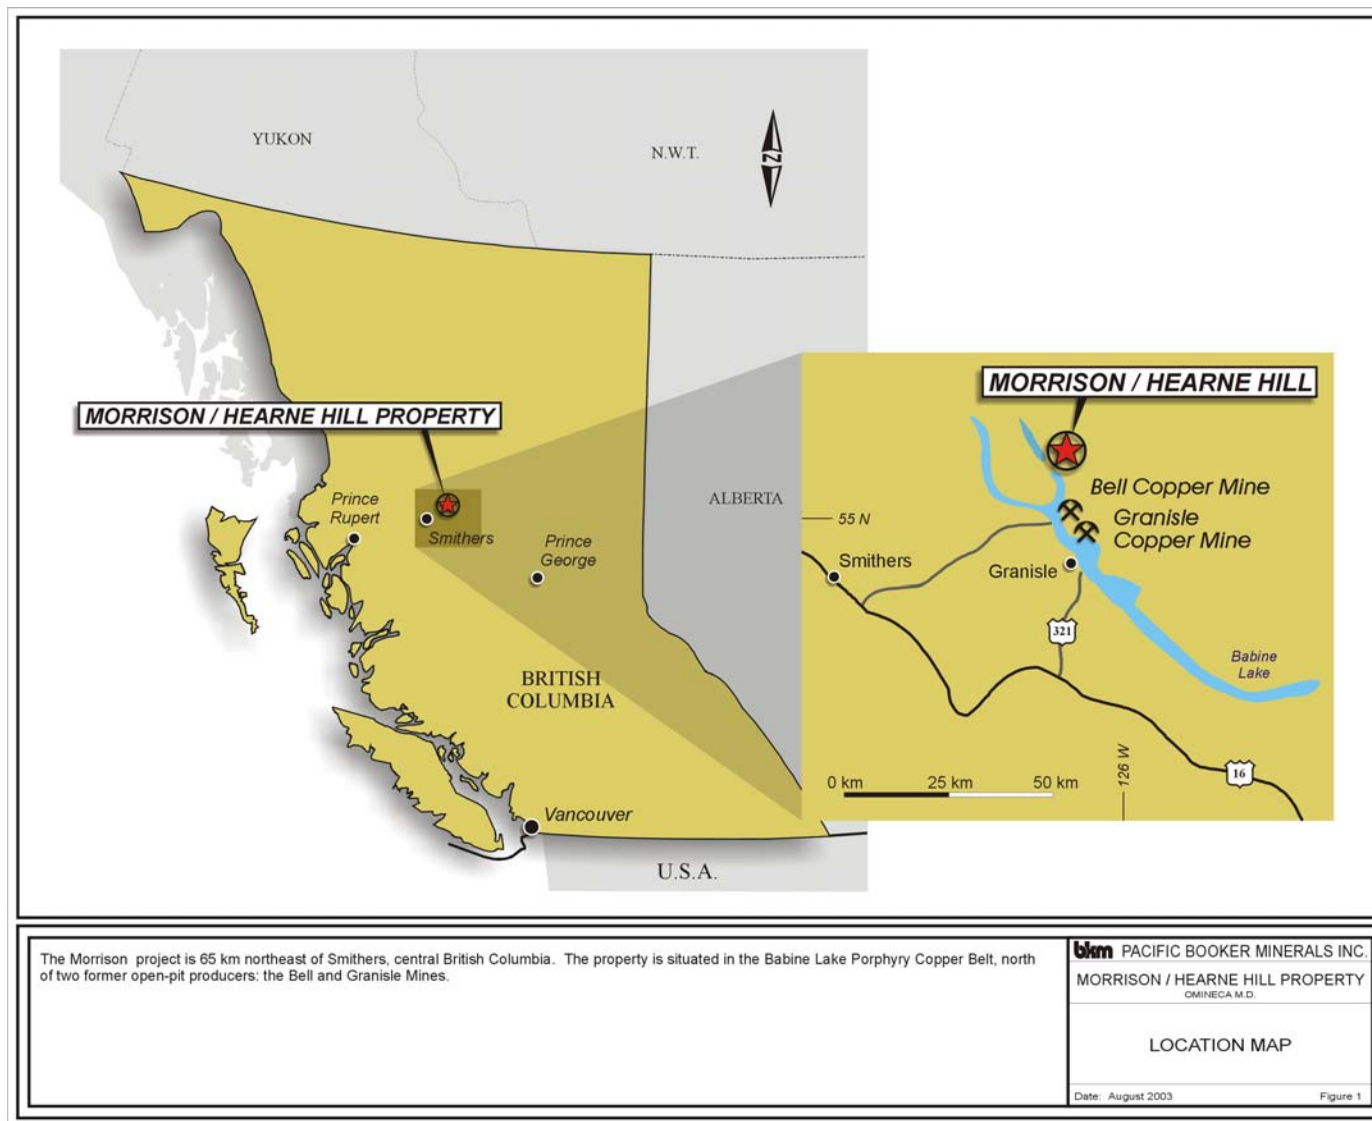 YUKON
N.W.T.
N
MORRISON / HEARNE HILL PROPERTY
Prince
Rupert
Smithers
Prince
George
ALBERTA
BRITISH
COLUMBIA
Vancouver
U.S.A.
MORRISON / HEARNE HILL
Bell Copper Mine
Granisle
Copper Mine
55 N
Smithers
Granisle
321
Babine
Lake
126 W
16
0 km 25 km 50 km
The Morrison project is 65 km northeast of Smithers, central British Columbia. The property is situated in the Babine Lake Porphyry Copper Belt, north
of two former open-pit producers: the Bell and Granisle Mines.
bkm PACIFIC BOOKER MINERALS INC.
MORRISON / HEARNE HILL PROPERTY
OMINECA M.D.
LOCATION MAP
Date: August 2003 Figure 1